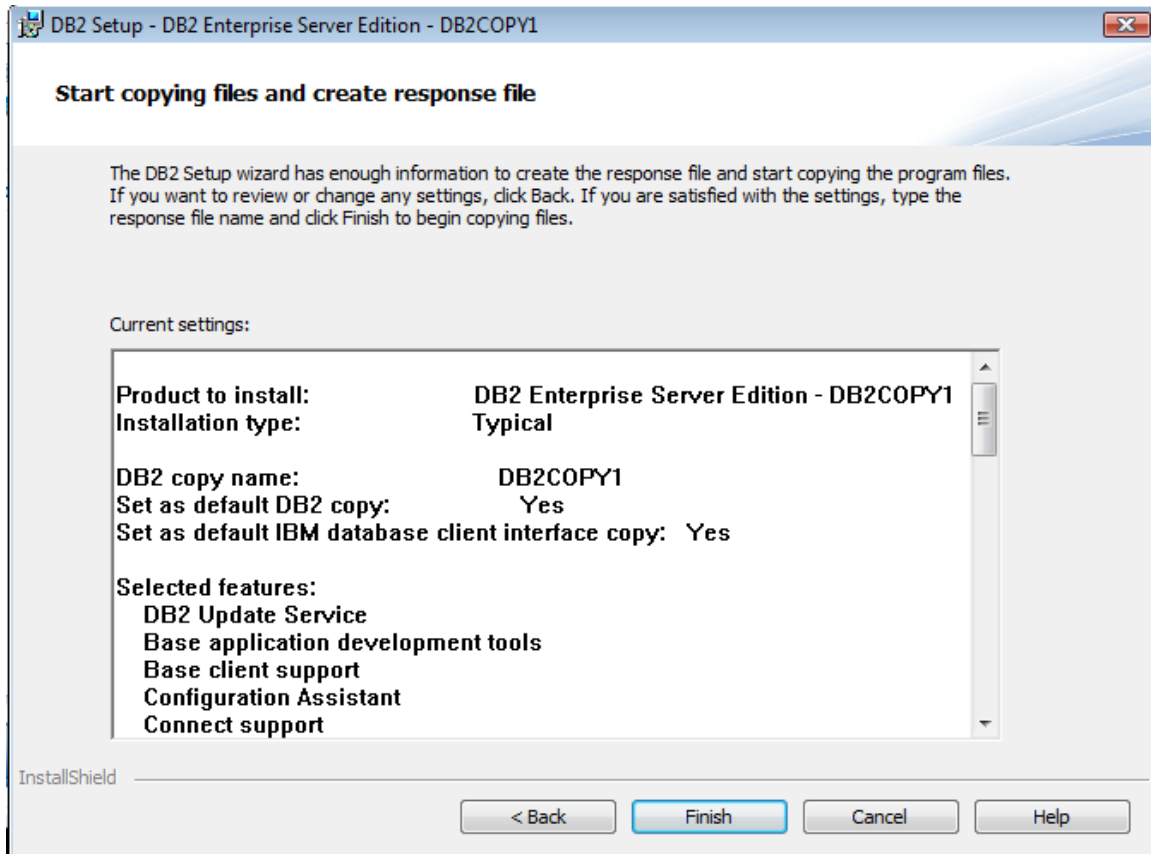 DB2 Setup - DB2 Enterprise Server Edition - DB2COPY1
Start copying files and create response file
The DB2 Setup wizard has enough information to create the response file and start copying the program files.
If you want to review or change any settings, click Back. If you are satisfied with the settings, type the
response file name and click Finish to begin copying files.
Current settings:
Product to install: DB2 Enterprise Server Edition - DB2COPY1
Installation type: Typical
DB2 copy name: DB2COPY1
Set as default DB2 copy: Yes
Set as default IBM database client interface copy: Yes
Selected features:
DB2 Update Service
Base application development tools
Base client support
Configuration Assistant
Connect support
InstallShield
< Back Finish Cancel Help